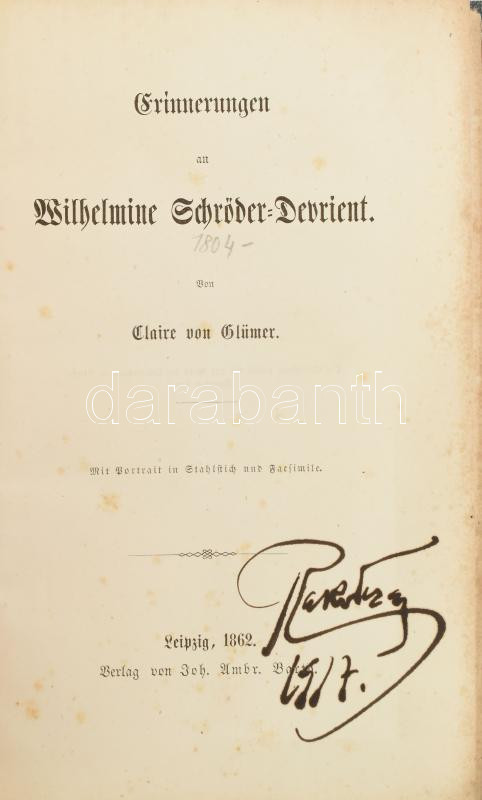 Erinnerungen
an
Wilhelmine Schröder-Devrient.
1804 –
Von
Claire von Glümer.
darabanth
Mit Portrait in Stahlstich und Facsimile.
Leipzig, 1862.
Verlag von Joh. Ambr. Barth.
1917.